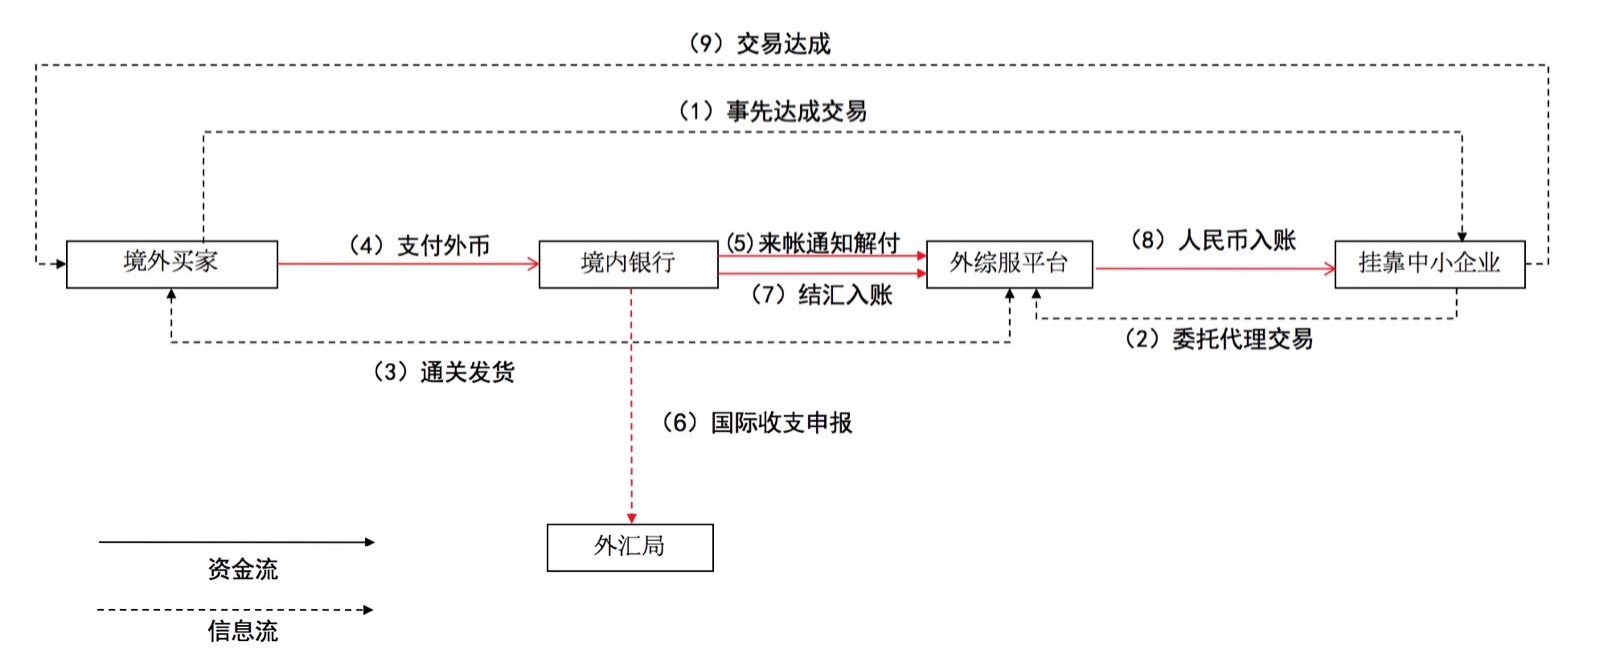 （9）交易达成
（1）事先达成交易
境外买家
（4）支付外币
境内银行
(5)来帐通知解付
（7）结汇入账
外综服平台
（8）人民币入账
挂靠中小企业
（2）委托代理交易
（3）通关发货
（6）国际收支申报
外汇局
资金流
信息流